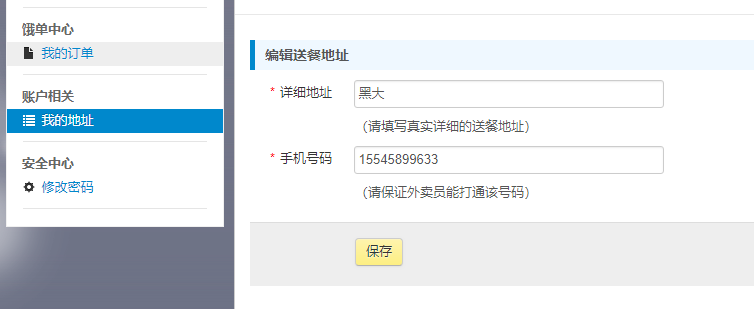 饿单中心
我的订单
账户相关
我的地址
安全中心
修改密码
编辑送餐地址
* 详细地址 黑大
（请填写真实详细的送餐地址）
* 手机号码 15545899633
（请保证外卖员能打通该号码）
保存